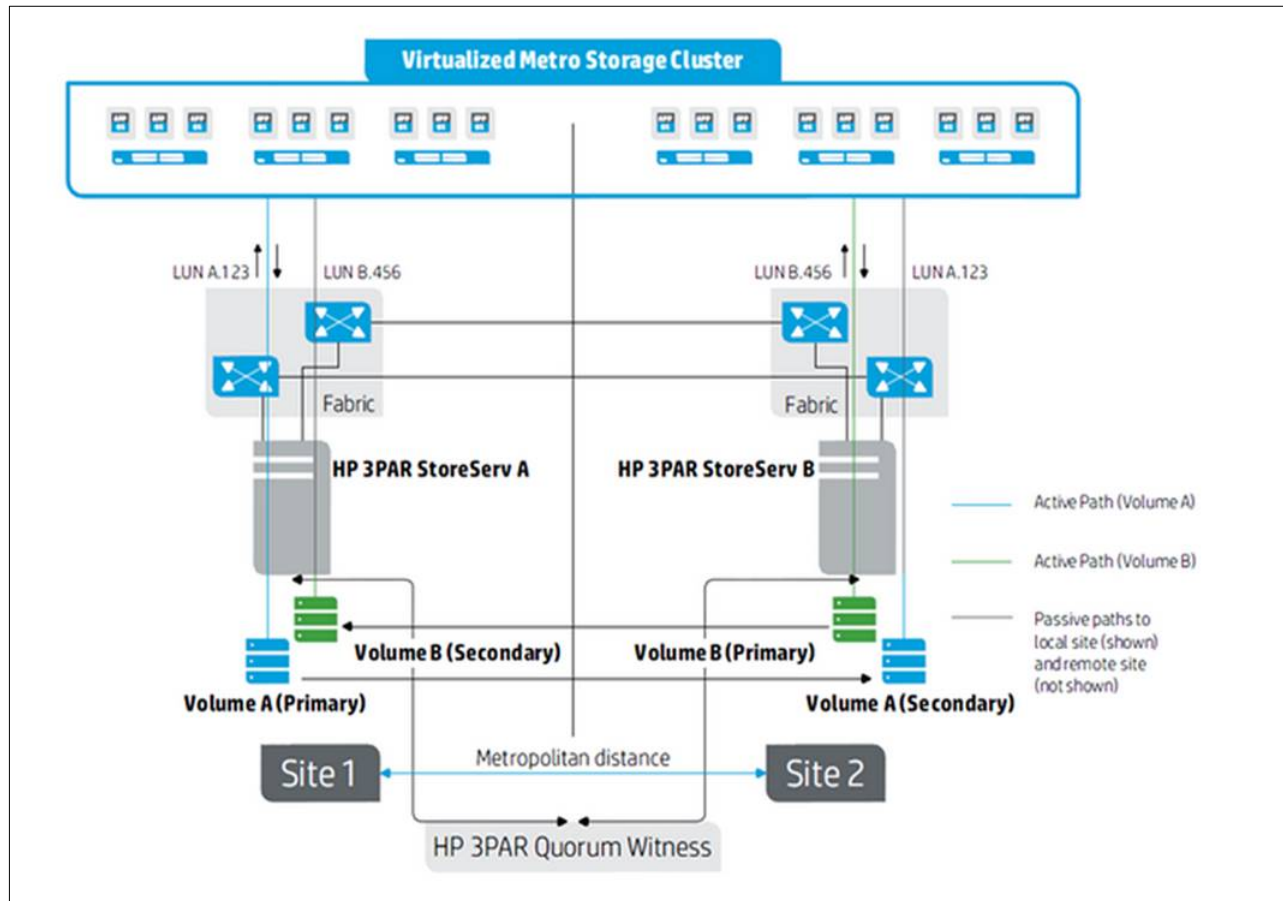 Virtualized Metro Storage Cluster
LUN A.123
LUN B.456
LUN B.456
LUN A.123
Fabric
Fabric
HP 3PAR StoreServ A
HP 3PAR StoreServ B
Active Path (Volume A)
Active Path (Volume B)
Passive paths to
local site (shown)
and remote site
(not shown)
Volume B (Secondary)
Volume B (Primary)
Volume A (Primary)
Volume A (Secondary)
Metropolitan distance
Site 1
Site 2
HP 3PAR Quorum Witness